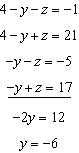 4 − y − z = −1
4 − y + z = 21
−y − z = −5
−y + z = 17
−2y = 12
y = −6